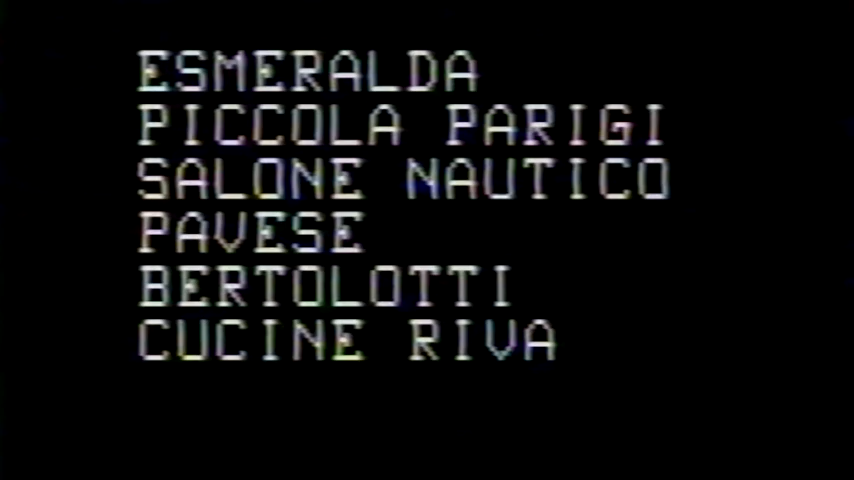 ESMERALDA
PICCOLA PARIGI
SALONE NAUTICO
PAVESE
BERTOLOTTI
CUCINE RIVA